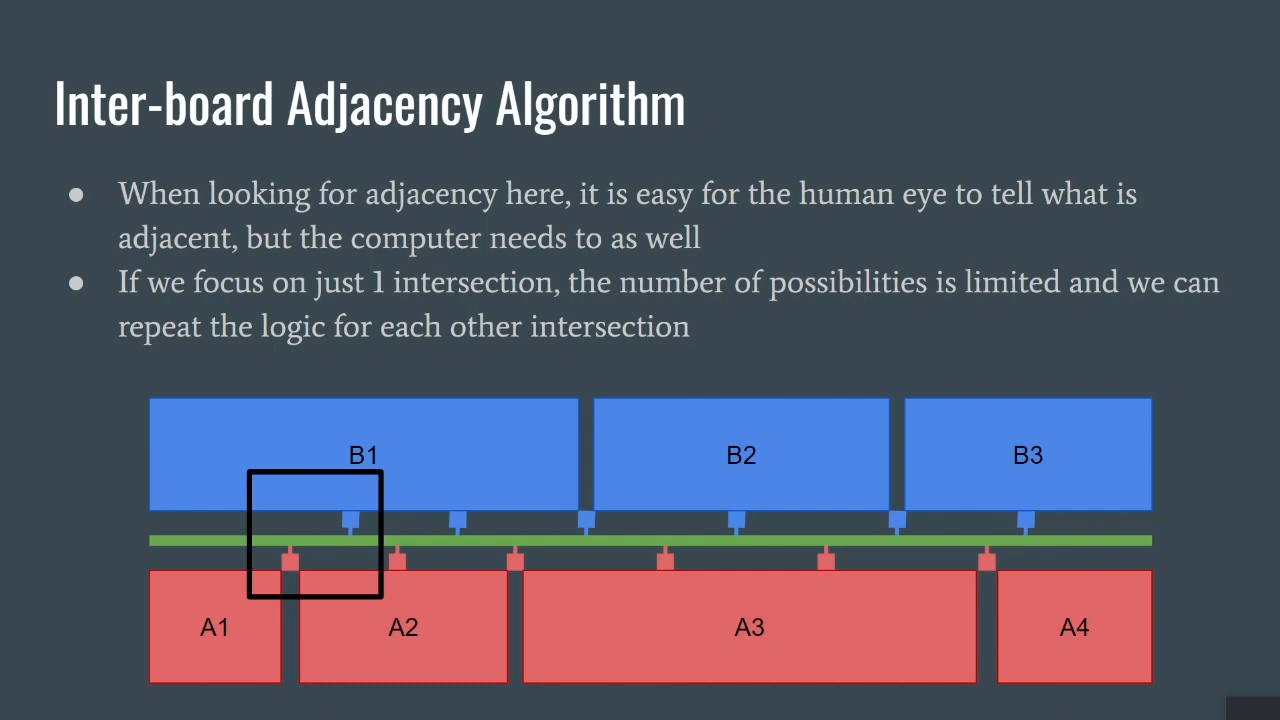 Inter-board Adjacency Algorithm
● When looking for adjacency here, it is easy for the human eye to tell what is
adjacent, but the computer needs to as well
● If we focus on just 1 intersection, the number of possibilities is limited and we can
repeat the logic for each other intersection
B1 B2 B3
A1 A2 A3 A4